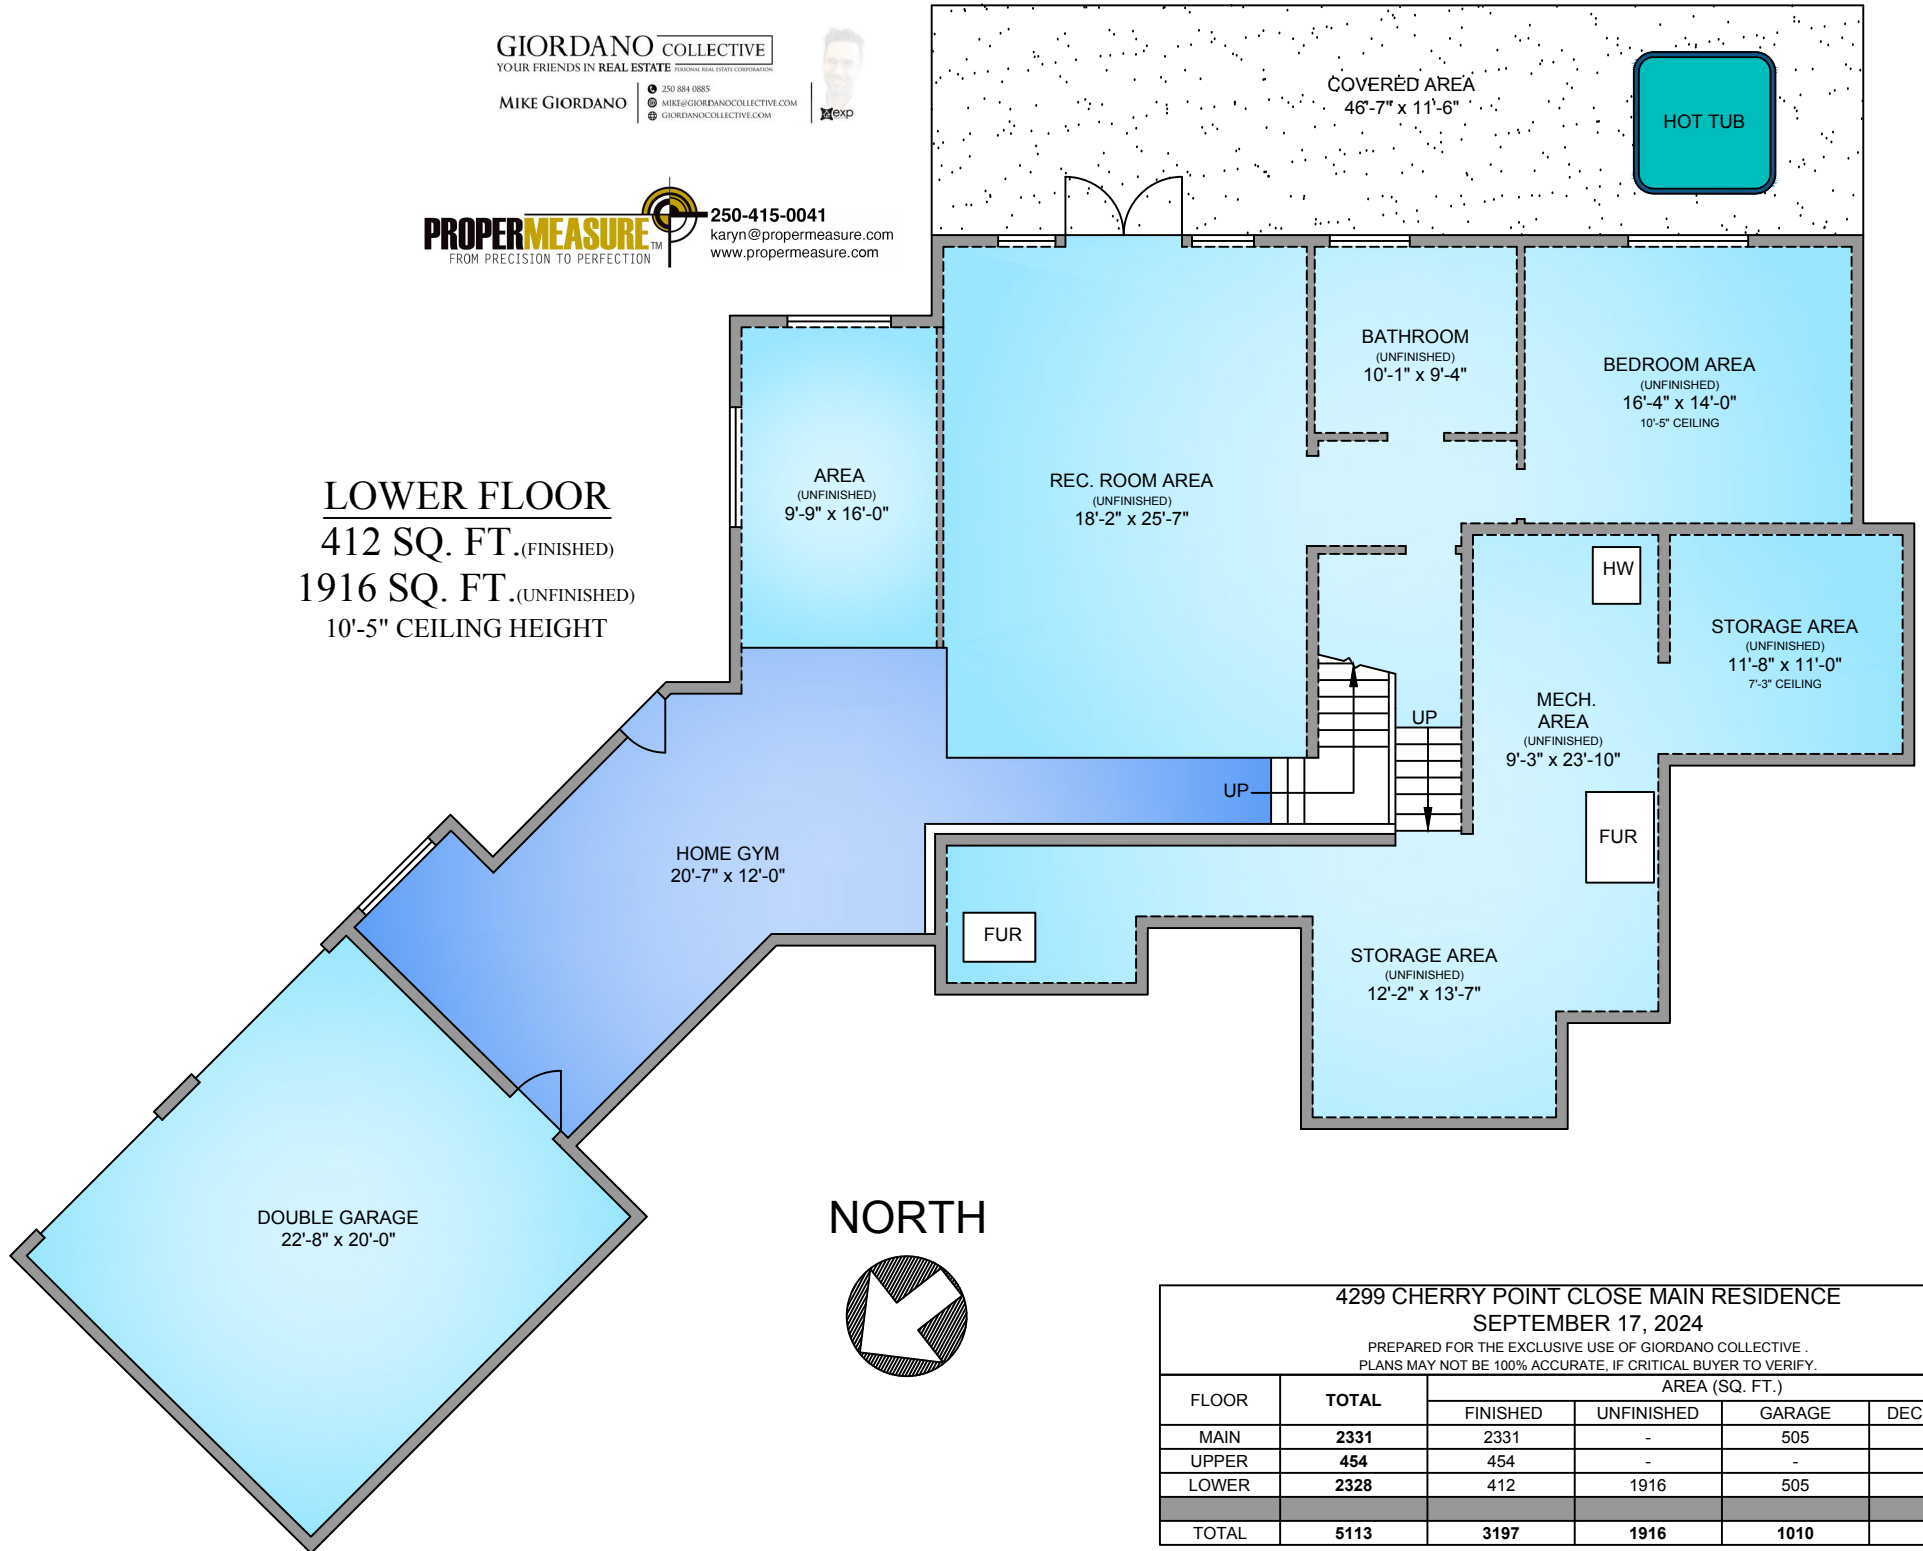 GIORDANO COLLECTIVE
YOUR FRIENDS IN REAL ESTATE PERSONAL REAL ESTATE CORPORATION
MIKE GIORDANO
250 884 0885
MIKE@GIORDANOCOLLECTIVE.COM
GIORDANOCOLLECTIVE.COM
exp
PROPERMEASURE™
FROM PRECISION TO PERFECTION
250-415-0041
karyn@propermeasure.com
www.propermeasure.com
COVERED AREA
46'-7" x 11'-6"
HOT TUB
LOWER FLOOR
412 SQ. FT.(FINISHED)
1916 SQ. FT.(UNFINISHED)
10'-5" CEILING HEIGHT
AREA
(UNFINISHED)
9'-9" x 16'-0"
REC. ROOM AREA
(UNFINISHED)
18'-2" x 25'-7"
BATHROOM
(UNFINISHED)
10'-1" x 9'-4"
BEDROOM AREA
(UNFINISHED)
16'-4" x 14'-0"
10'-5" CEILING
HW
STORAGE AREA
(UNFINISHED)
11'-8" x 11'-0"
7'-3" CEILING
MECH.
AREA
(UNFINISHED)
9'-3" x 23'-10"
UP
UP
FUR
HOME GYM
20'-7" x 12'-0"
FUR
STORAGE AREA
(UNFINISHED)
12'-2" x 13'-7"
DOUBLE GARAGE
22'-8" x 20'-0"
NORTH
4299 CHERRY POINT CLOSE MAIN RESIDENCE
SEPTEMBER 17, 2024
PREPARED FOR THE EXCLUSIVE USE OF GIORDANO COLLECTIVE .
PLANS MAY NOT BE 100% ACCURATE, IF CRITICAL BUYER TO VERIFY.
FLOOR TOTAL AREA (SQ. FT.)
FINISHED UNFINISHED GARAGE DEC
MAIN 2331 2331 - 505
UPPER 454 454 - -
LOWER 2328 412 1916 505
TOTAL 5113 3197 1916 1010